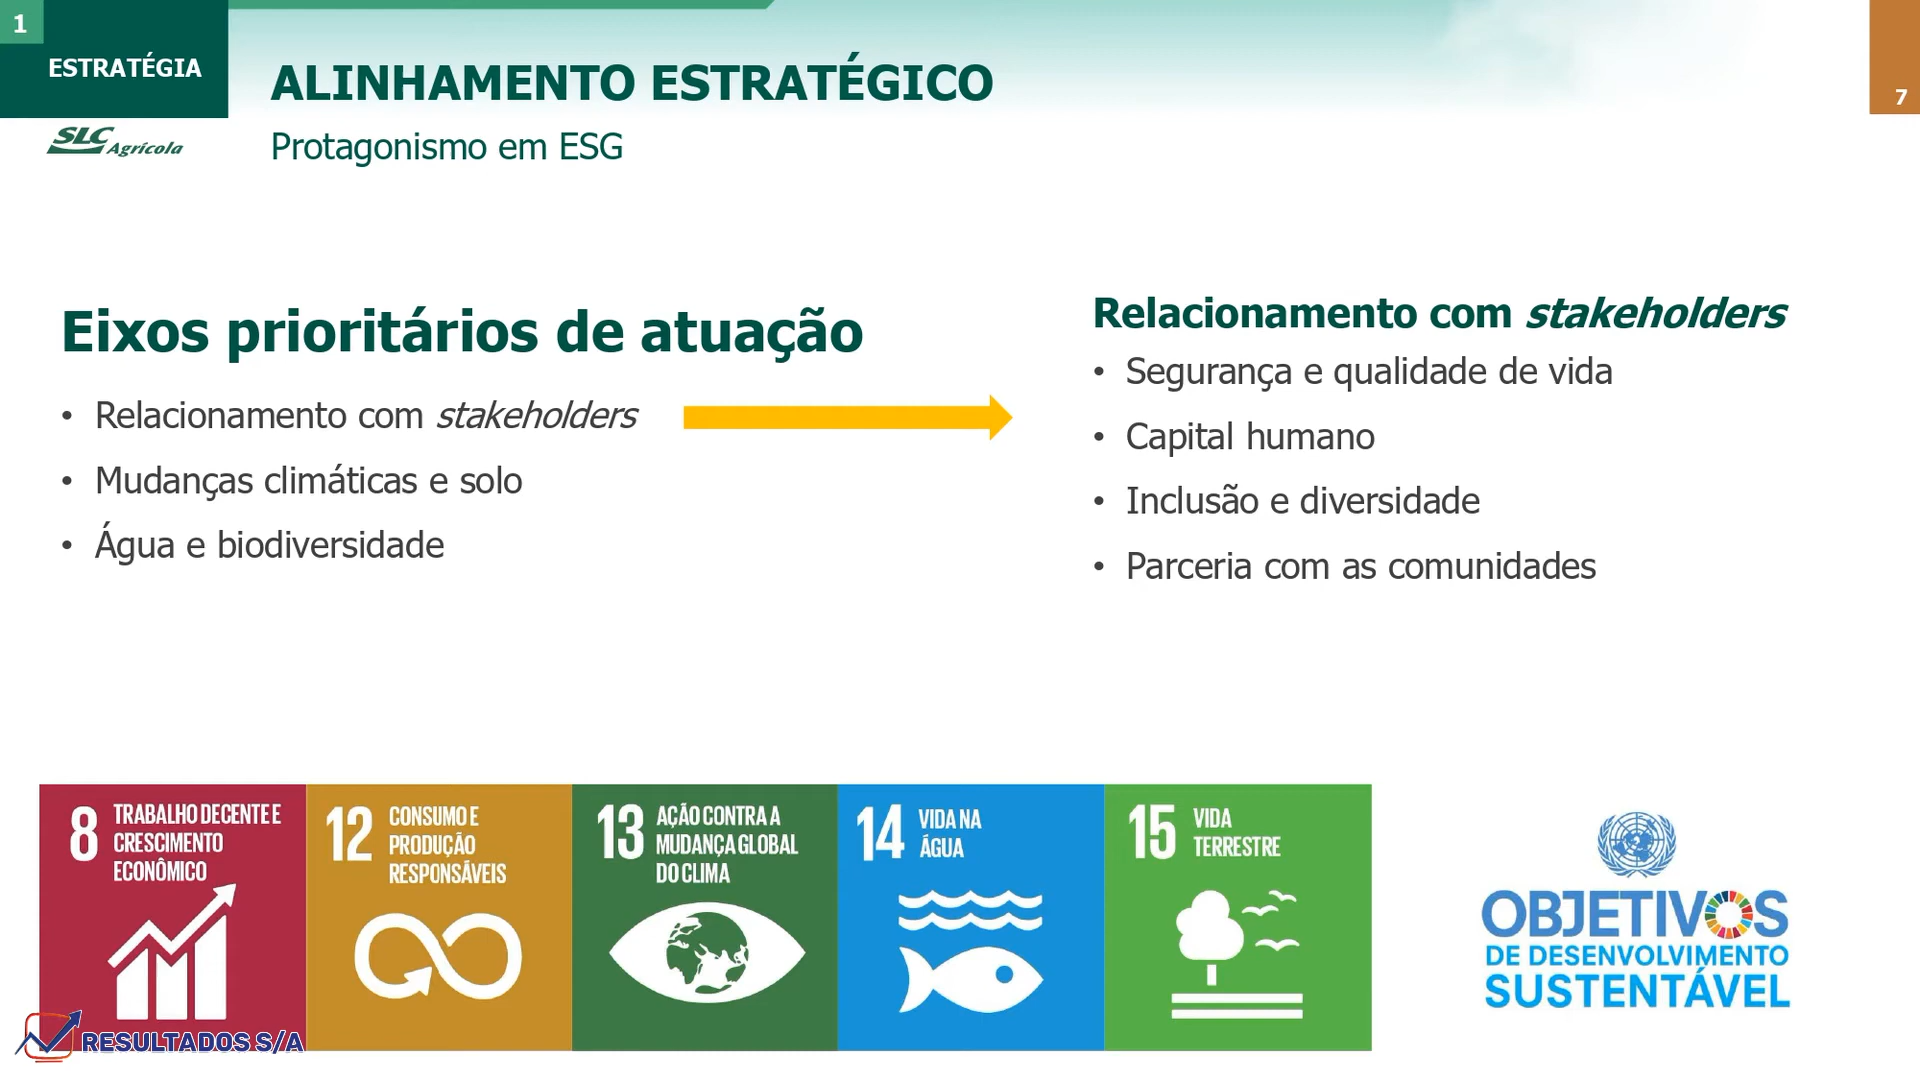 1
ESTRATÉGIA
SLC Agrícola
ALINHAMENTO ESTRATÉGICO
Protagonismo em ESG
7
Eixos prioritários de atuação
• Relacionamento com stakeholders
• Mudanças climáticas e solo
• Água e biodiversidade
Relacionamento com stakeholders
• Segurança e qualidade de vida
• Capital humano
• Inclusão e diversidade
• Parceria com as comunidades
8 TRABALHO DECENTE E
CRESCIMENTO
ECONÔMICO
12 CONSUMO E
PRODUÇÃO
RESPONSÁVEIS
13 AÇÃO CONTRA A
MUDANÇA GLOBAL
DO CLIMA
14 VIDA NA
ÁGUA
15 VIDA
TERRESTRE
OBJETIVOS
DE DESENVOLVIMENTO
SUSTENTÁVEL
RESULTADOS S/A